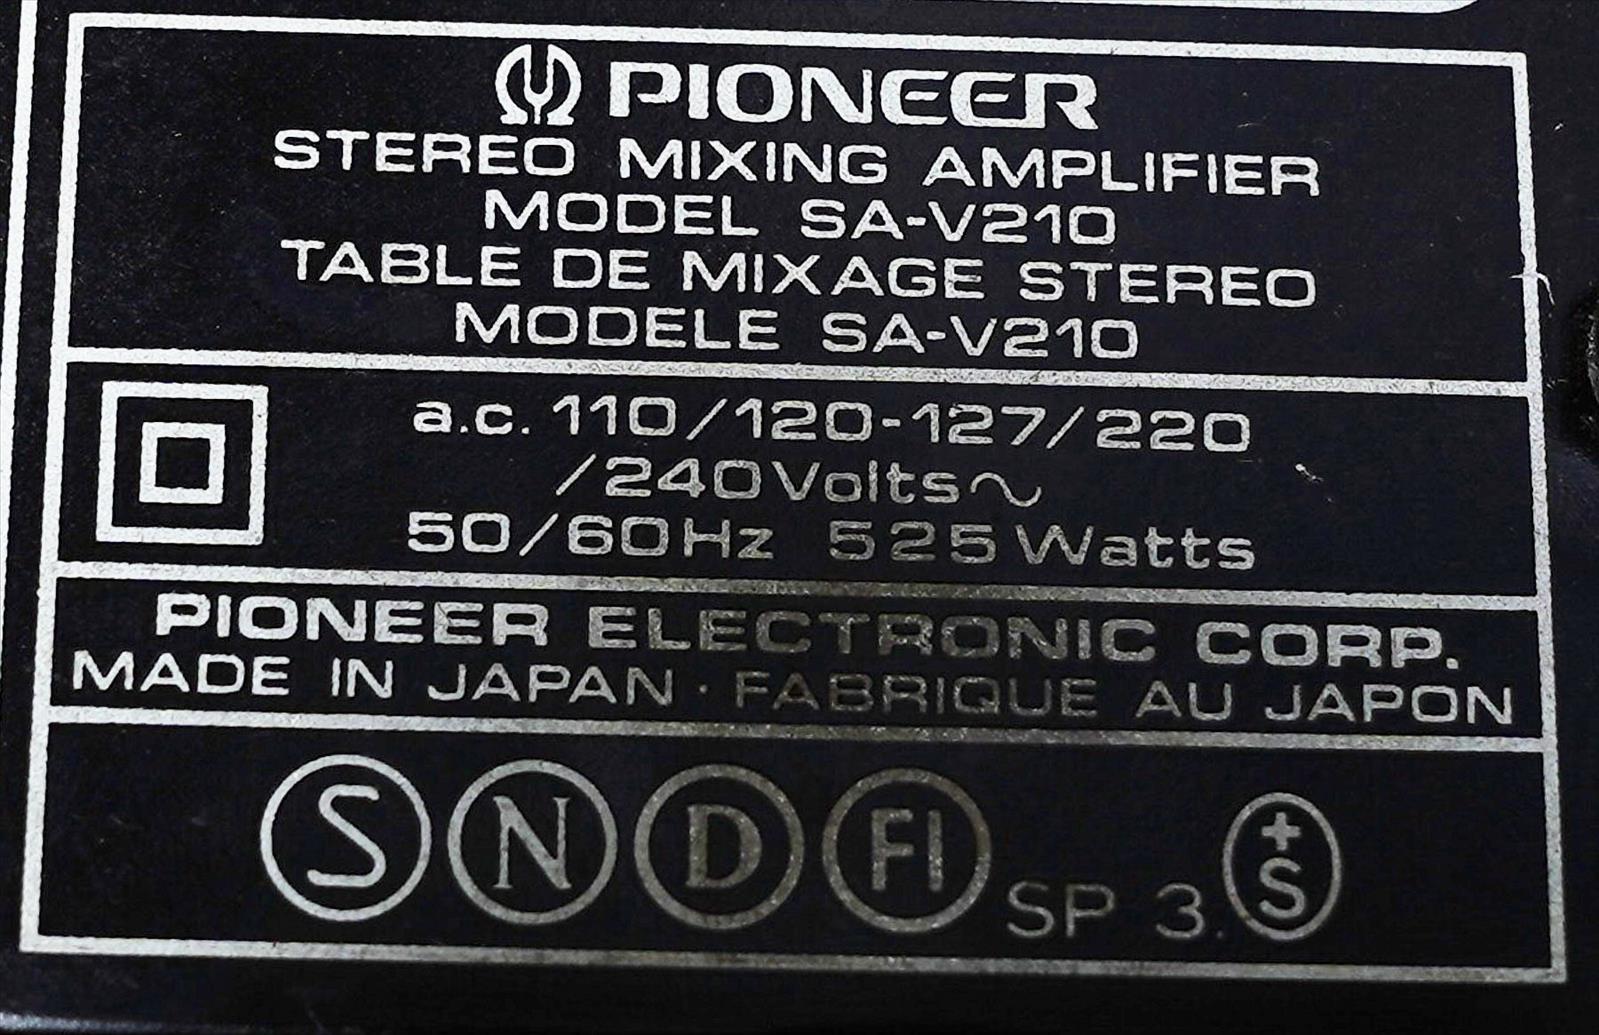 PIONEER
STEREO MIXING AMPLIFIER
MODEL SA-V210
TABLE DE MIXAGE STEREO
MODELE SA-V210
a.c. 110/120-127/220
/240Volts~
50/60Hz 525Watts
PIONEER ELECTRONIC CORP.
MADE IN JAPAN · FABRIQUE AU JAPON
S N D FI SP 3. +S